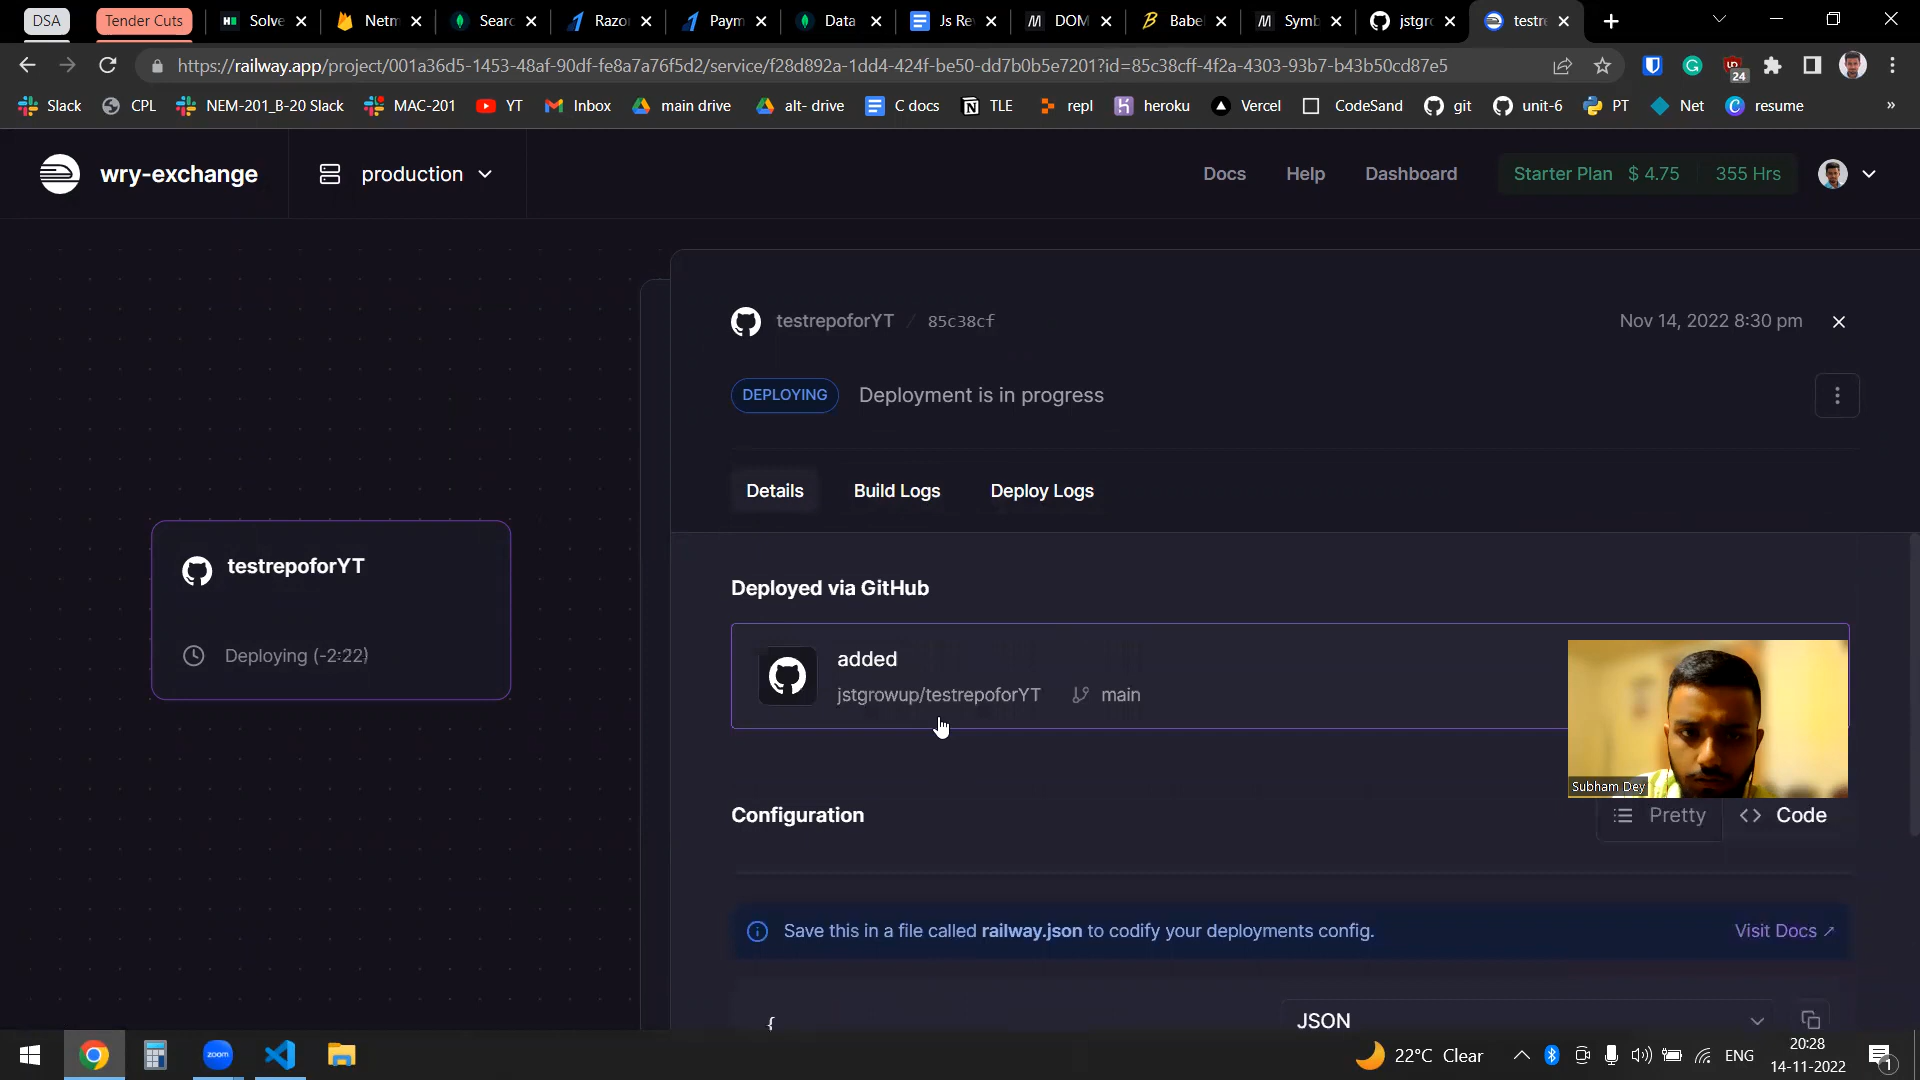 DSA
Tender Cuts
Solve
Netm
Searc
Razo
Paym
Data
Js Re
DOM
Babe
Symb
jstgr
testr
https://railway.app/project/001a36d5-1453-48af-90df-fe8a7a76f5d2/service/f28d892a-1dd4-424f-be50-dd7b0b5e7201?id=85c38cff-4f2a-4303-93b7-b43b50cd87e5
24
Slack
CPL
NEM-201_B-20 Slack
MAC-201
YT
Inbox
main drive
alt- drive
C docs
TLE
repl
heroku
Vercel
CodeSand
git
unit-6
PT
Net
resume
»
wry-exchange
production
Docs
Help
Dashboard
Starter Plan $ 4.75 355 Hrs
testrepoforYT / 85c38cf
Nov 14, 2022 8:30 pm
DEPLOYING
Deployment is in progress
Details
Build Logs
Deploy Logs
testrepoforYT
Deploying (-2:22)
Deployed via GitHub
added
jstgrowup/testrepoforYT
main
Subham Dey
Configuration
Pretty
<> Code
Save this in a file called railway.json to codify your deployments config.
Visit Docs ↗
{
JSON
zoom
22°C Clear
ENG
20:28
14-11-2022
1